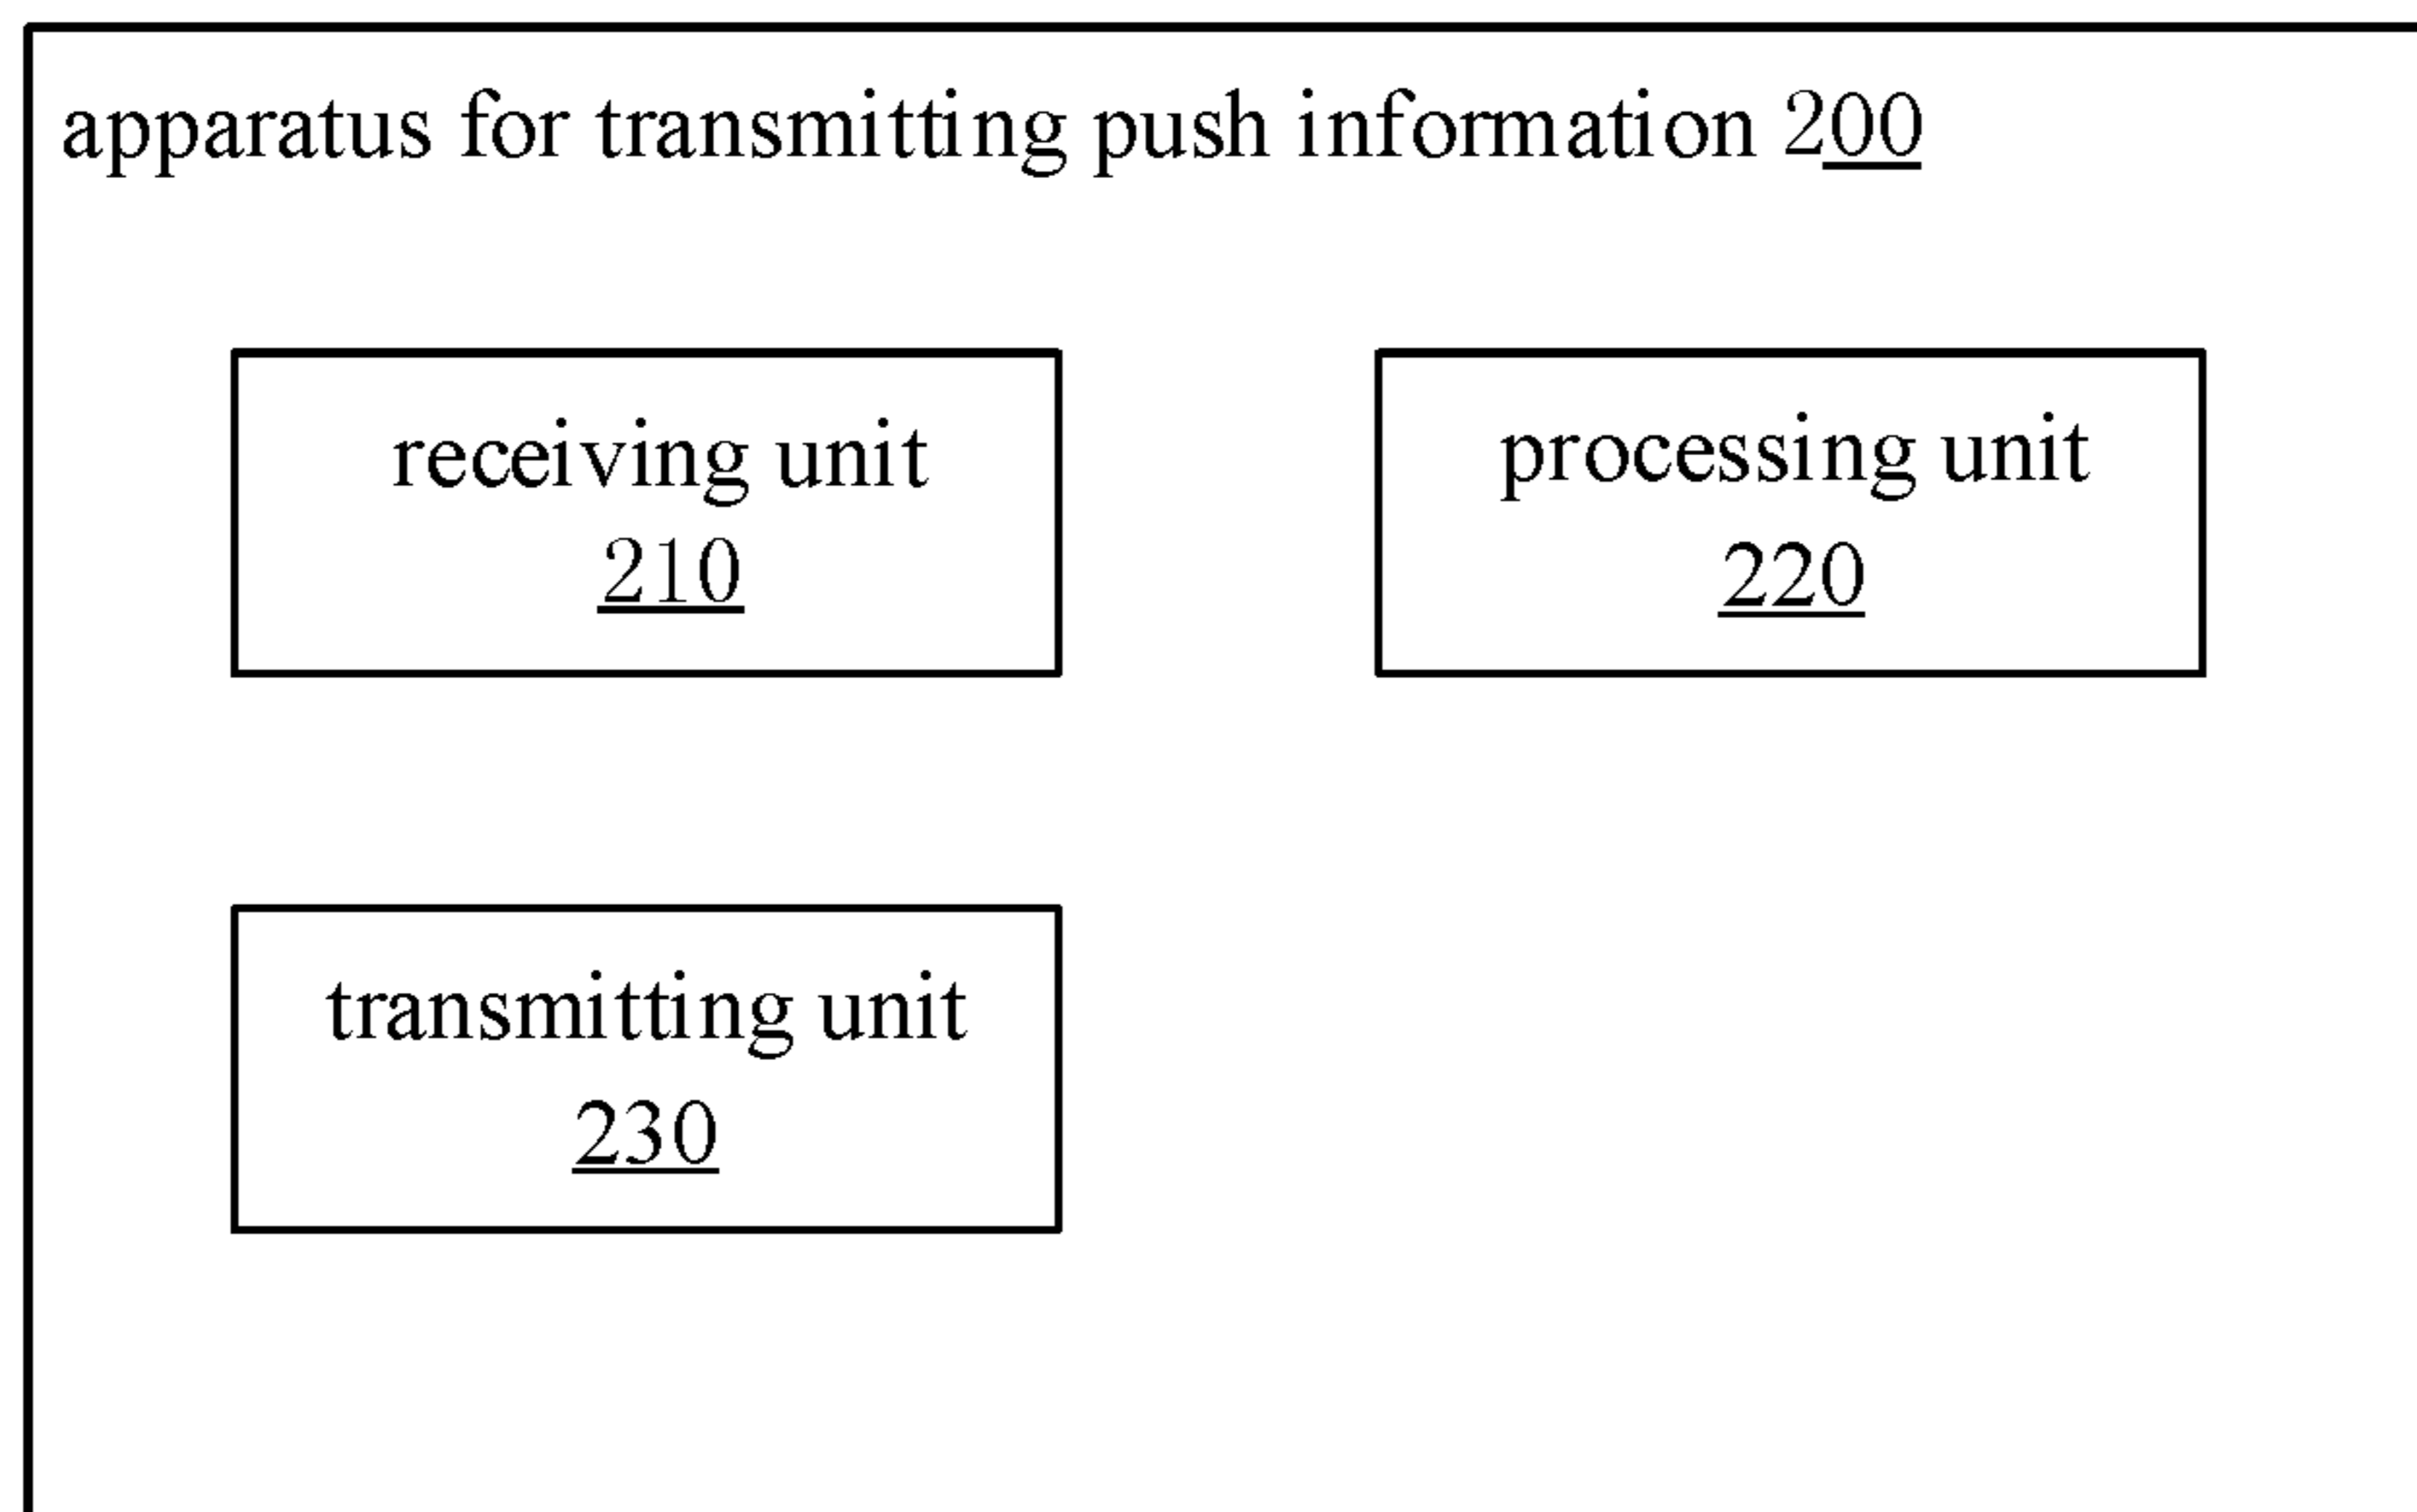 apparatus for transmitting push information 200
receiving unit
210
processing unit
220
transmitting unit
230